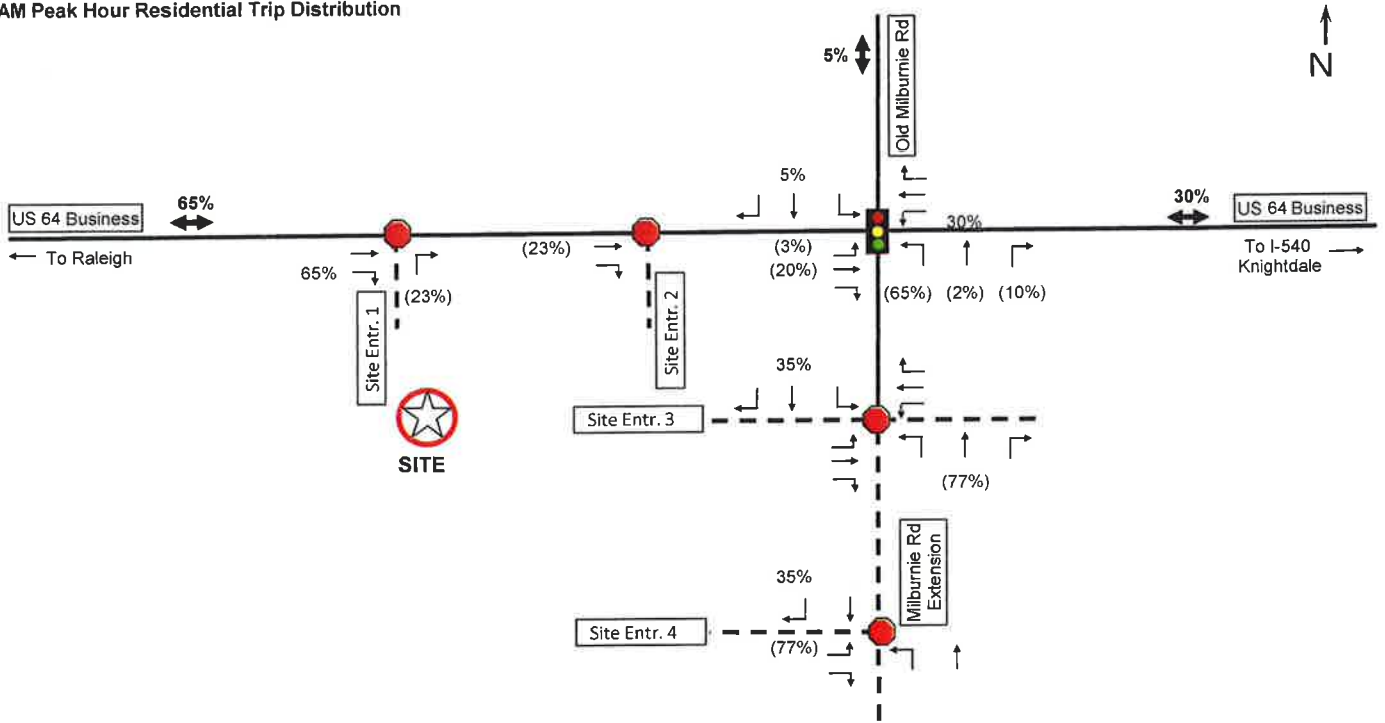 AM Peak Hour Residential Trip Distribution
N
5%
Old Milburnie Rd
5%
65%
30%
US 64 Business
US 64 Business
30%
← To Raleigh
(23%)
(3%)
To I-540 →
Knightdale
65%
(20%)
(23%)
(65%) (2%) (10%)
Site Entr. 1
Site Entr. 2
35%
Site Entr. 3
SITE
(77%)
Milburnie Rd
Extension
35%
Site Entr. 4
(77%)